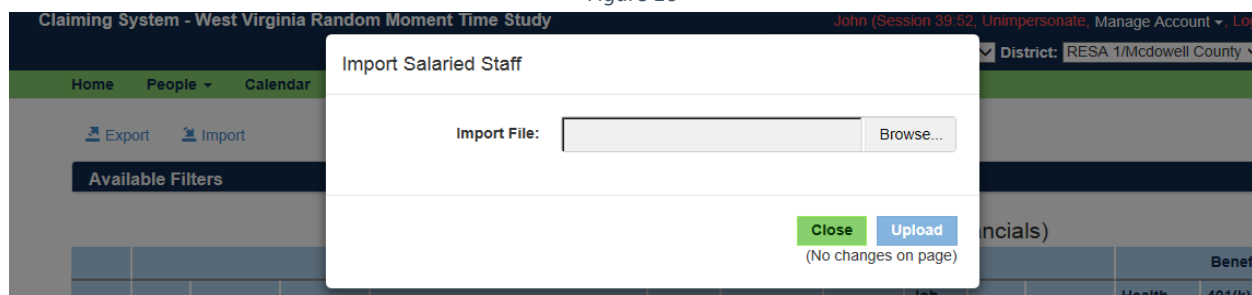 Claiming System - West Virginia Random Moment Time Study
John (Session 39:52, Unimpersonate, Manage Account
District: RESA 1/Mcdowell County
Home People Calendar
Import Salaried Staff
Export Import
Import File: Browse...
Available Filters
Close Upload
(No changes on page)
ncials)
Benef
Health 401(k)